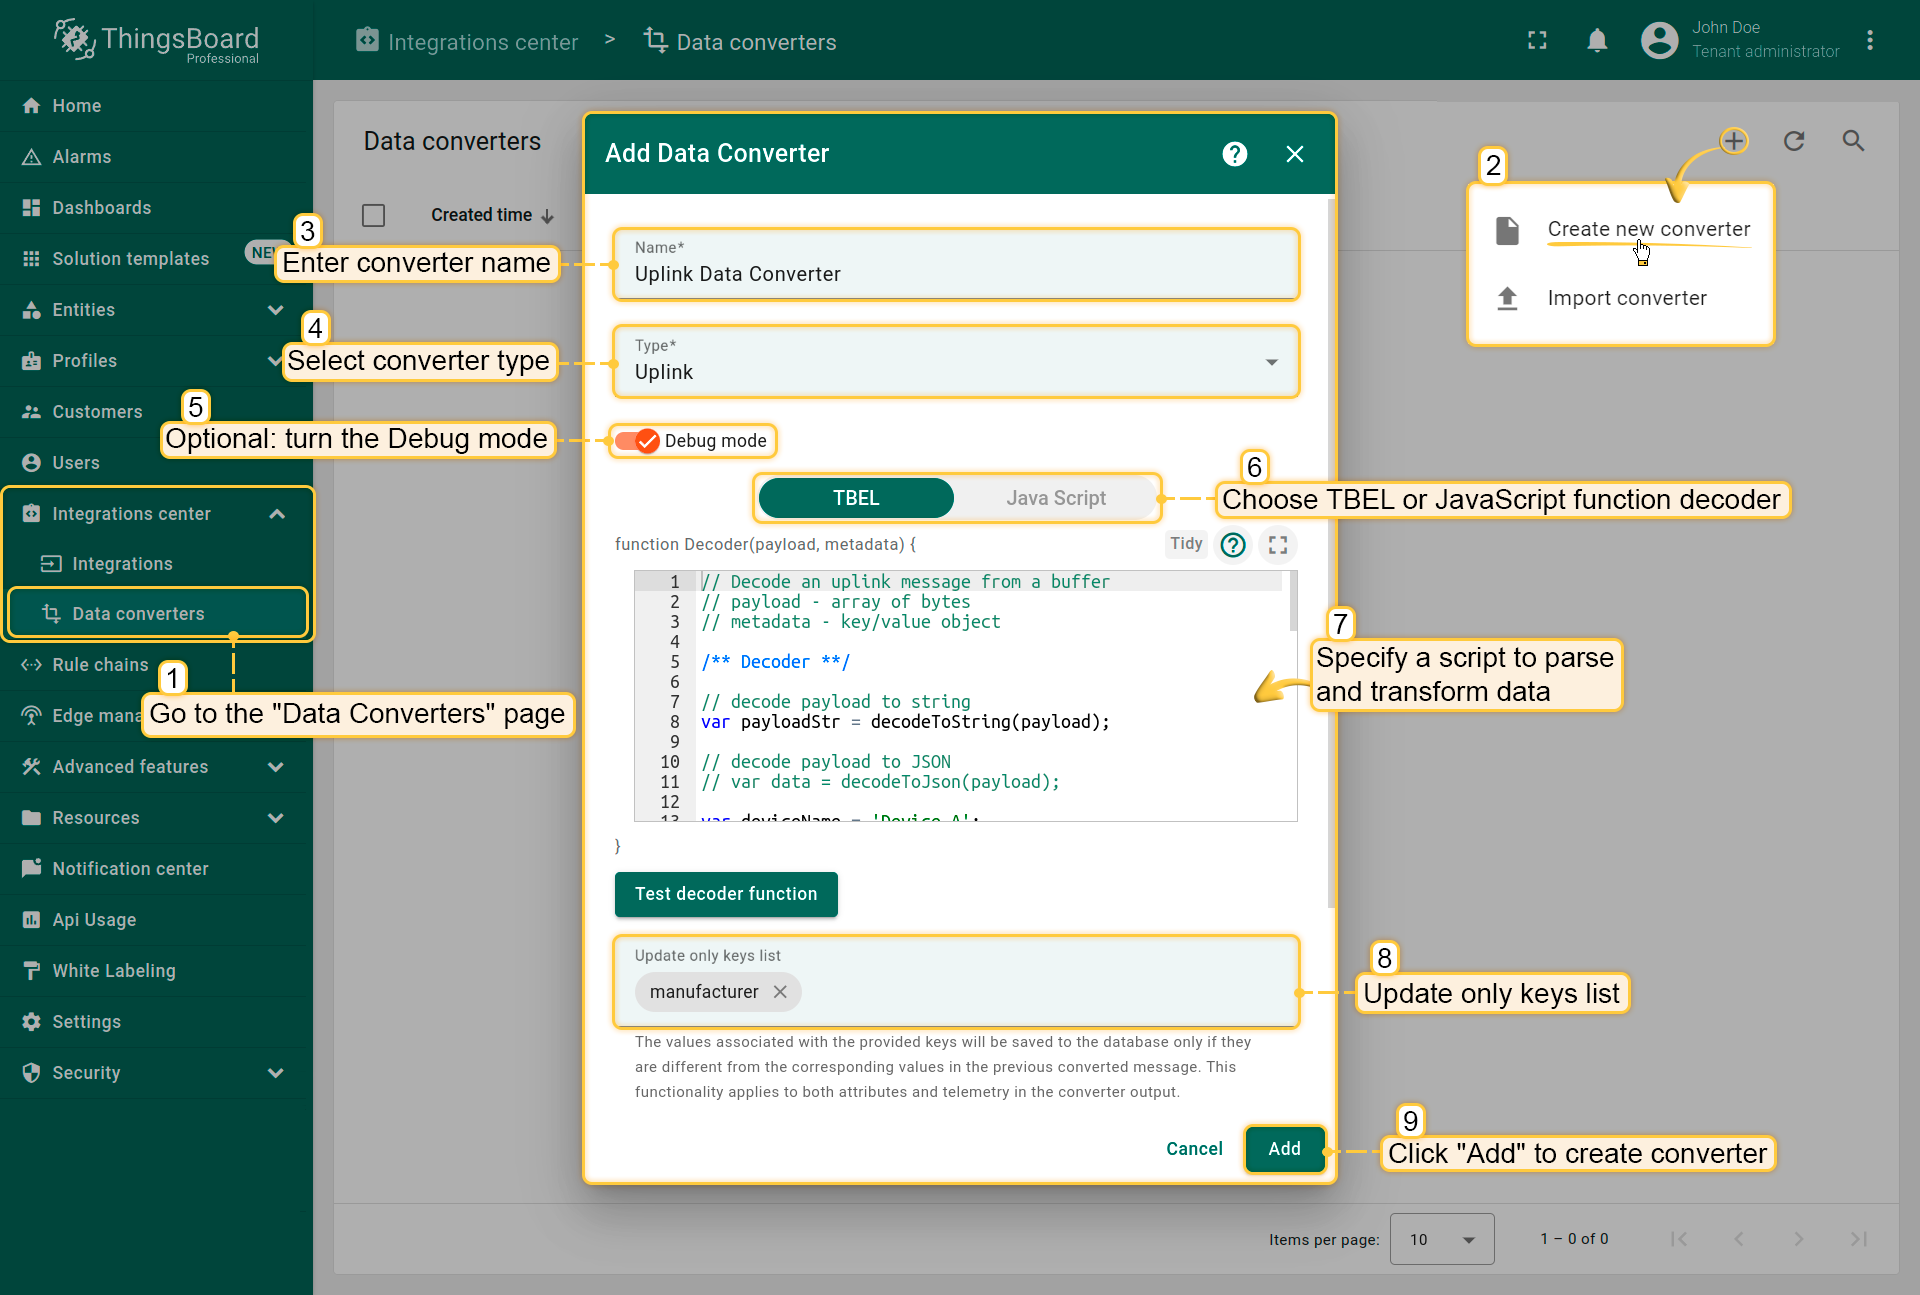 ThingsBoard
Professional
Integrations center > Data converters
John Doe
Tenant administrator
Home
Alarms
Dashboards
Solution templates
Entities
Profiles
Customers
Users
Integrations center
Integrations
Data converters
Rule chains
Advanced features
Resources
Notification center
Api Usage
White Labeling
Settings
Security
1
Go to the "Data Converters" page
Data converters
Created time
2
Create new converter
Import converter
Add Data Converter
3
Enter converter name
Name*
Uplink Data Converter
4
Select converter type
Type*
Uplink
5
Optional: turn the Debug mode
Debug mode
TBEL Java Script
6
Choose TBEL or JavaScript function decoder
function Decoder(payload, metadata) {
Tidy
1 // Decode an uplink message from a buffer
2 // payload - array of bytes
3 // metadata - key/value object
4
5 /** Decoder **/
6
7 // decode payload to string
8 var payloadStr = decodeToString(payload);
9
10 // decode payload to JSON
11 // var data = decodeToJson(payload);
12
13 var deviceName = 'Device A';
}
7
Specify a script to parse
and transform data
Test decoder function
Update only keys list
manufacturer
8
Update only keys list
The values associated with the provided keys will be saved to the database only if they
are different from the corresponding values in the previous converted message. This
functionality applies to both attributes and telemetry in the converter output.
Cancel Add
9
Click "Add" to create converter
Items per page: 10 1 – 0 of 0